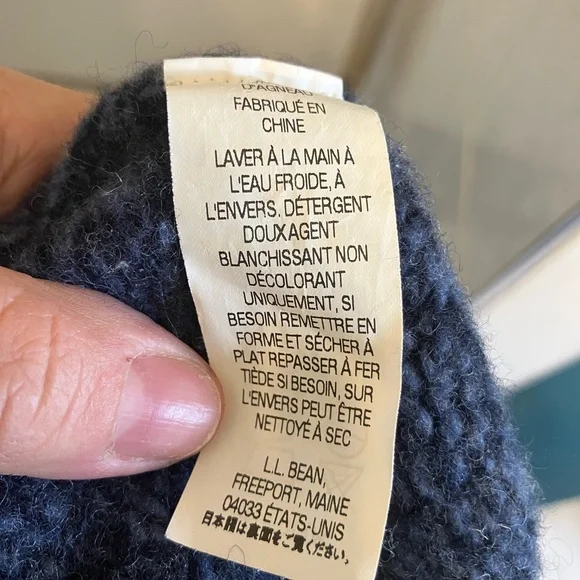 D'AGNEAU
FABRIQUÉ EN
CHINE
LAVER À LA MAIN À
L'EAU FROIDE, À
L'ENVERS. DÉTERGENT
DOUXAGENT
BLANCHISSANT NON
DÉCOLORANT
UNIQUEMENT, SI
BESOIN REMETTRE EN
FORME ET SÉCHER À
PLAT REPASSER À FER
TIÈDE SI BESOIN, SUR
L'ENVERS PEUT ÊTRE
NETTOYÉ À SEC
L.L. BEAN,
FREEPORT, MAINE
04033 ÉTATS-UNIS
日本語は裏面をご覧ください